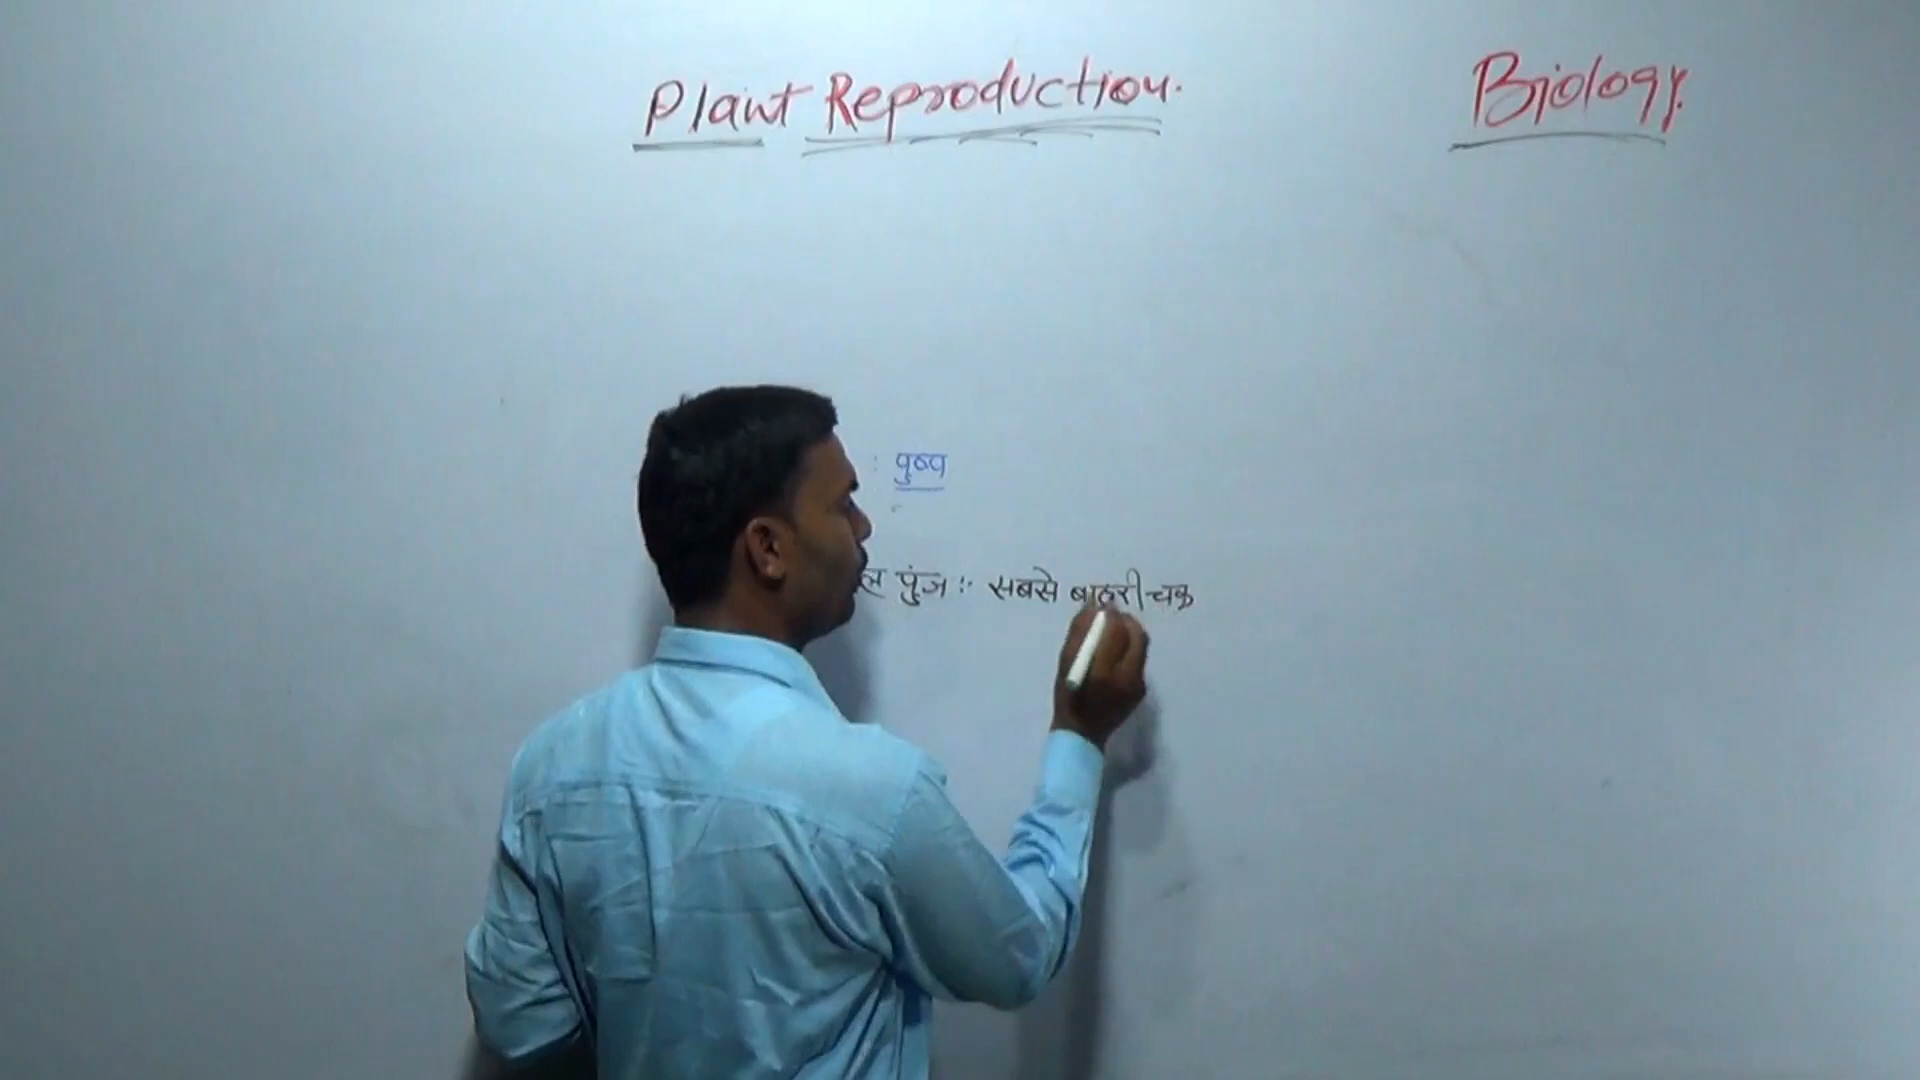 Plant Reproduction. Biology.
: पुष्प
पुंज :- सबसे बाहरी चक्र